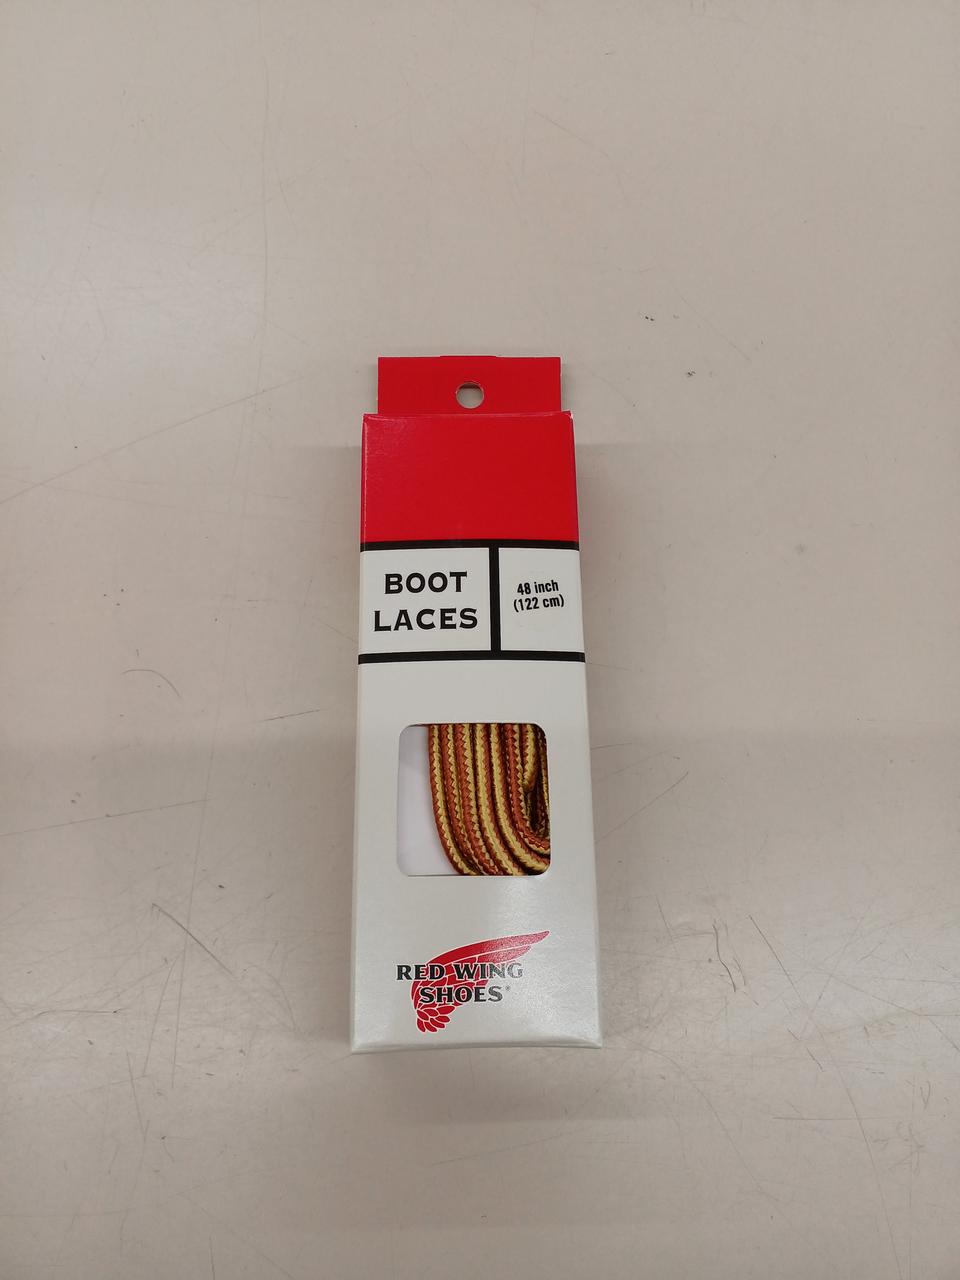 BOOT
LACES
48 inch
(122 cm)
RED WING
SHOES®